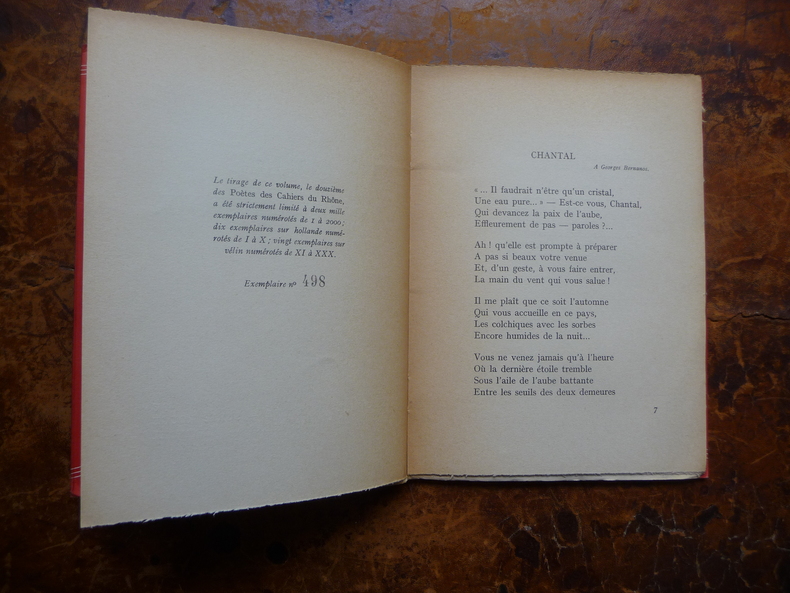 Le tirage de ce volume, le douzième
des Poètes des Cahiers du Rhône,
a été strictement limité à deux mille
exemplaires numérotés de 1 à 2000 ;
dix exemplaires sur hollande numé-
rotés de I à X ; vingt exemplaires sur
vélin numérotés de XI à XXX.
Exemplaire nº 498
CHANTAL
A Georges Bernanos.
« ... Il faudrait n'être qu'un cristal,
Une eau pure... » — Est-ce vous, Chantal,
Qui devancez la paix de l'aube,
Effleurement de pas — paroles ?...
Ah ! qu'elle est prompte à préparer
A pas si beaux votre venue
Et, d'un geste, à vous faire entrer,
La main du vent qui vous salue !
Il me plaît que ce soit l'automne
Qui vous accueille en ce pays,
Les colchiques avec les sorbes
Encore humides de la nuit...
Vous ne venez jamais qu'à l'heure
Où la dernière étoile tremble
Sous l'aile de l'aube battante
Entre les seuils des deux demeures
7